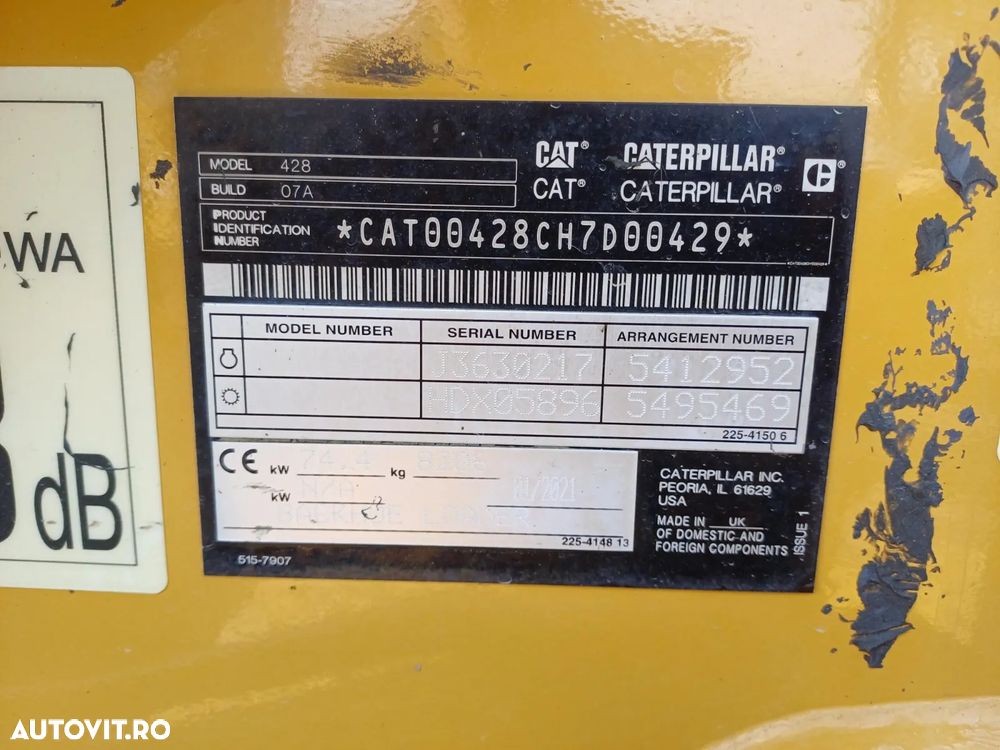 WA
dB
MODEL 428
BUILD 07A
CAT® CATERPILLAR®
CAT® CATERPILLAR®
PRODUCT
IDENTIFICATION
NUMBER
*CAT00428CH7D00429*
MODEL NUMBER SERIAL NUMBER ARRANGEMENT NUMBER
J3630217 5412952
HDX05896 5495469
225-4150 6
CE kW 74.4 kg
kW N/A 01/2021
225-4148 13
515-7907
CATERPILLAR INC.
PEORIA, IL 61629
USA
MADE IN UK
OF DOMESTIC AND
FOREIGN COMPONENTS
ISSUE 1
AUTOVIT.RO